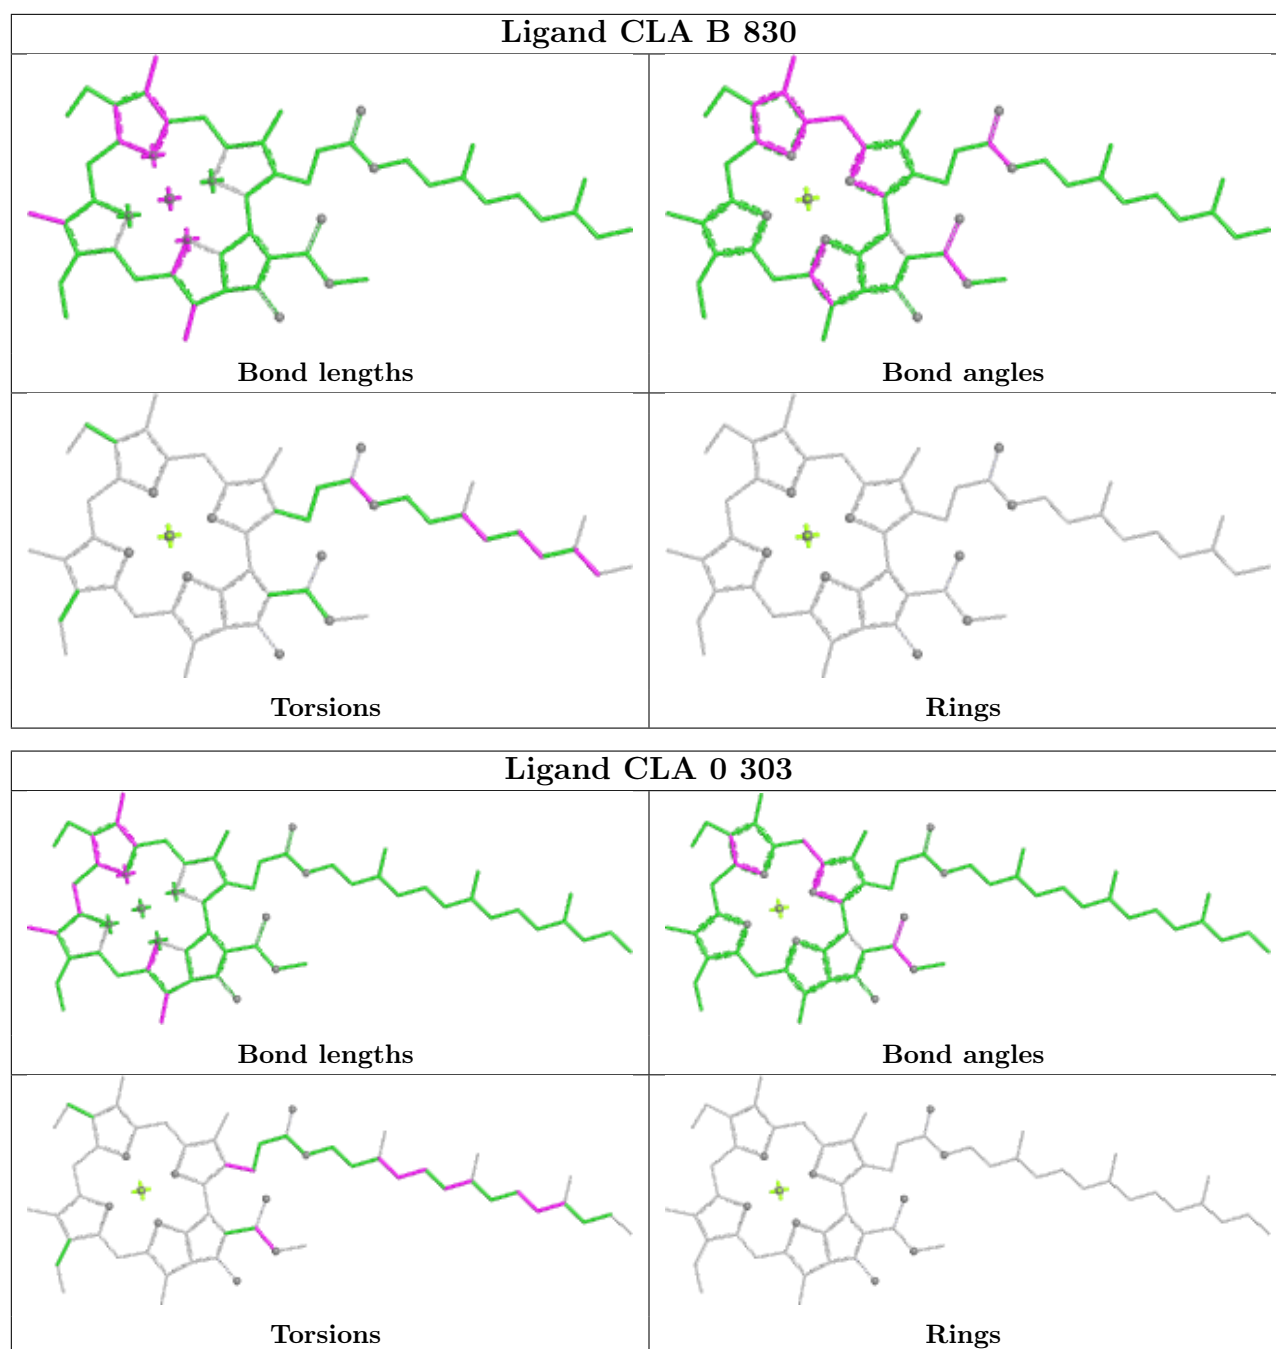 Ligand CLA B 830
Bond lengths
Bond angles
Torsions
Rings
Ligand CLA 0 303
Bond lengths
Bond angles
Torsions
Rings